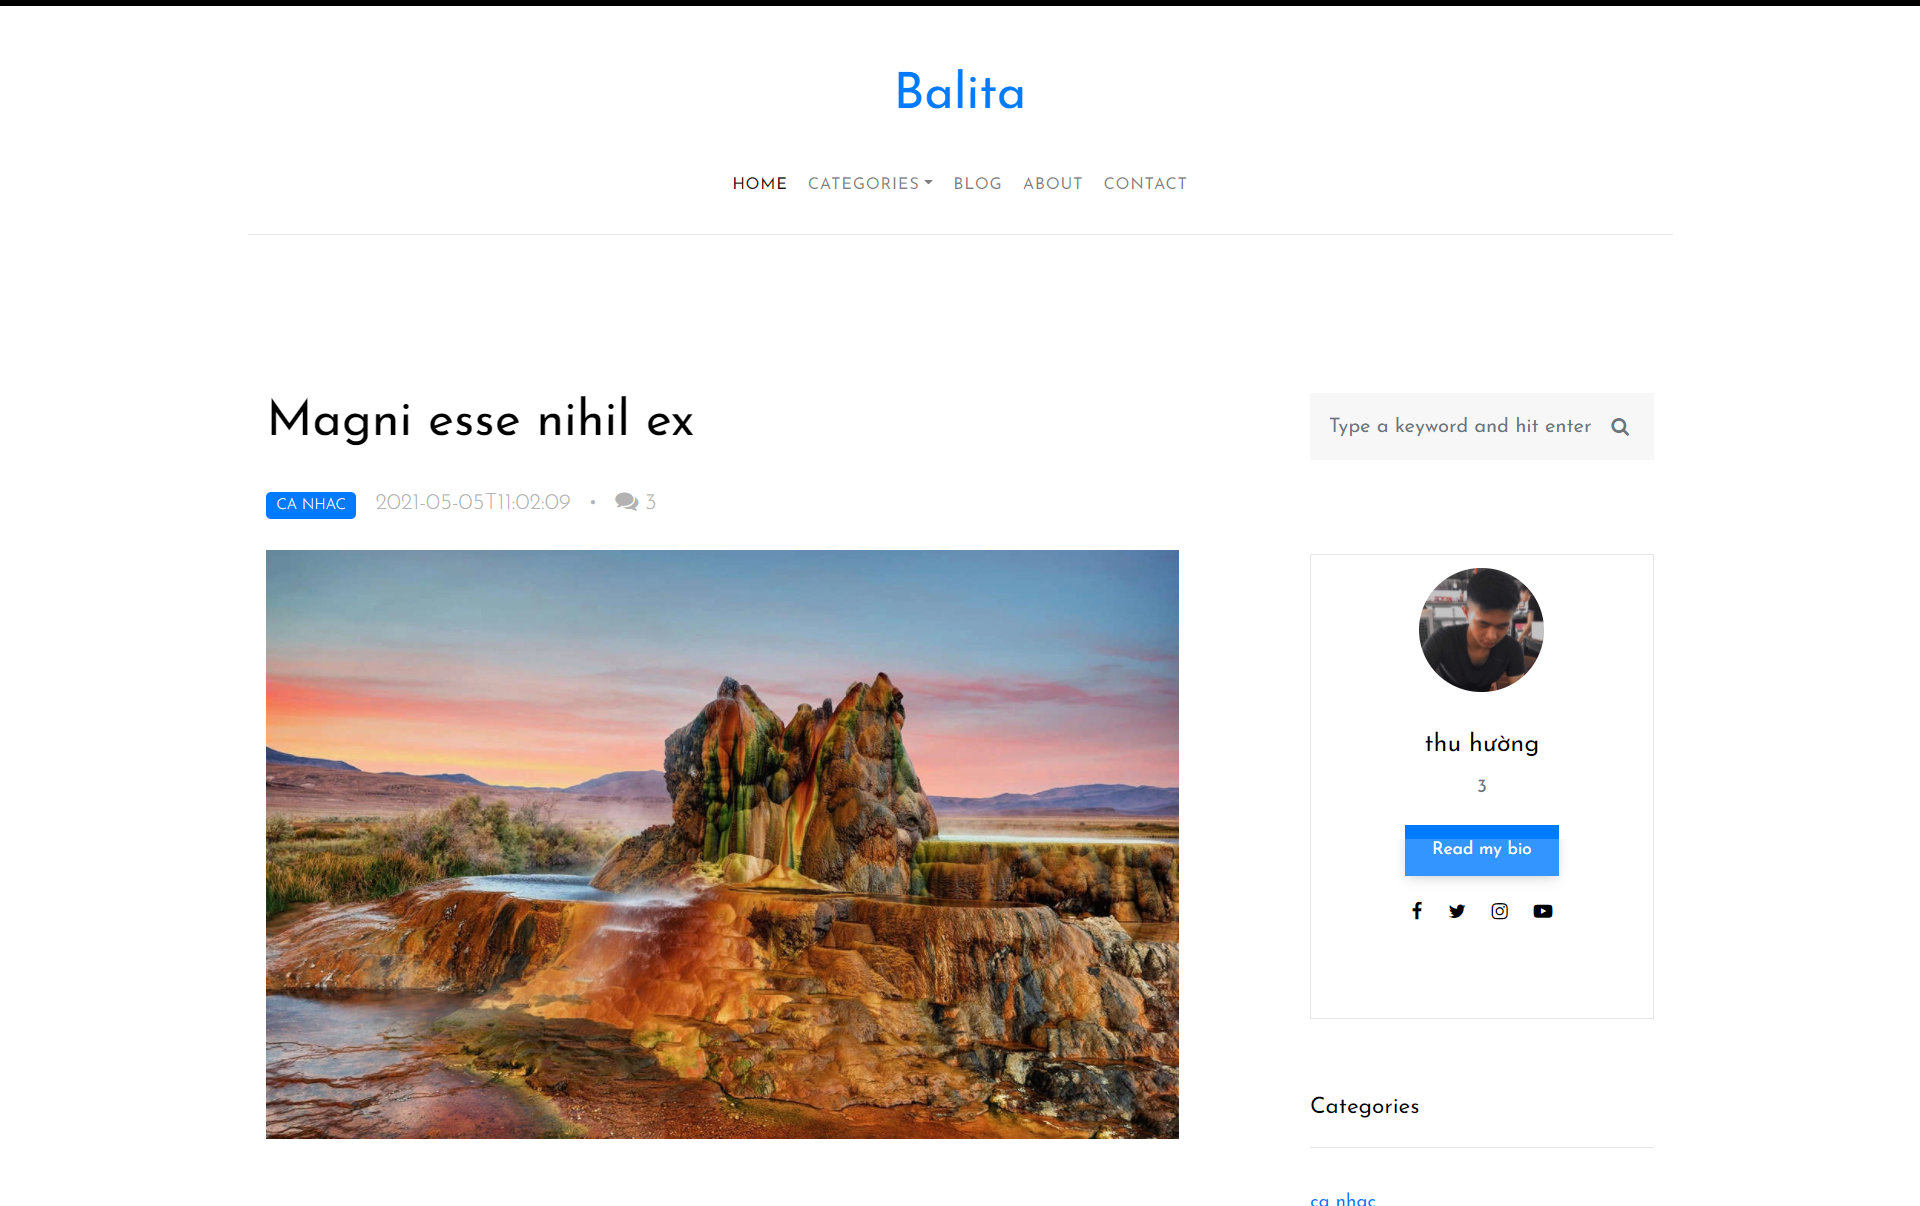 Balita
HOME CATEGORIES BLOG ABOUT CONTACT
Magni esse nihil ex
CA NHAC 2021-05-05T11:02:09 • 3
Type a keyword and hit enter
thu hường
3
Read my bio
Categories
ca nhac